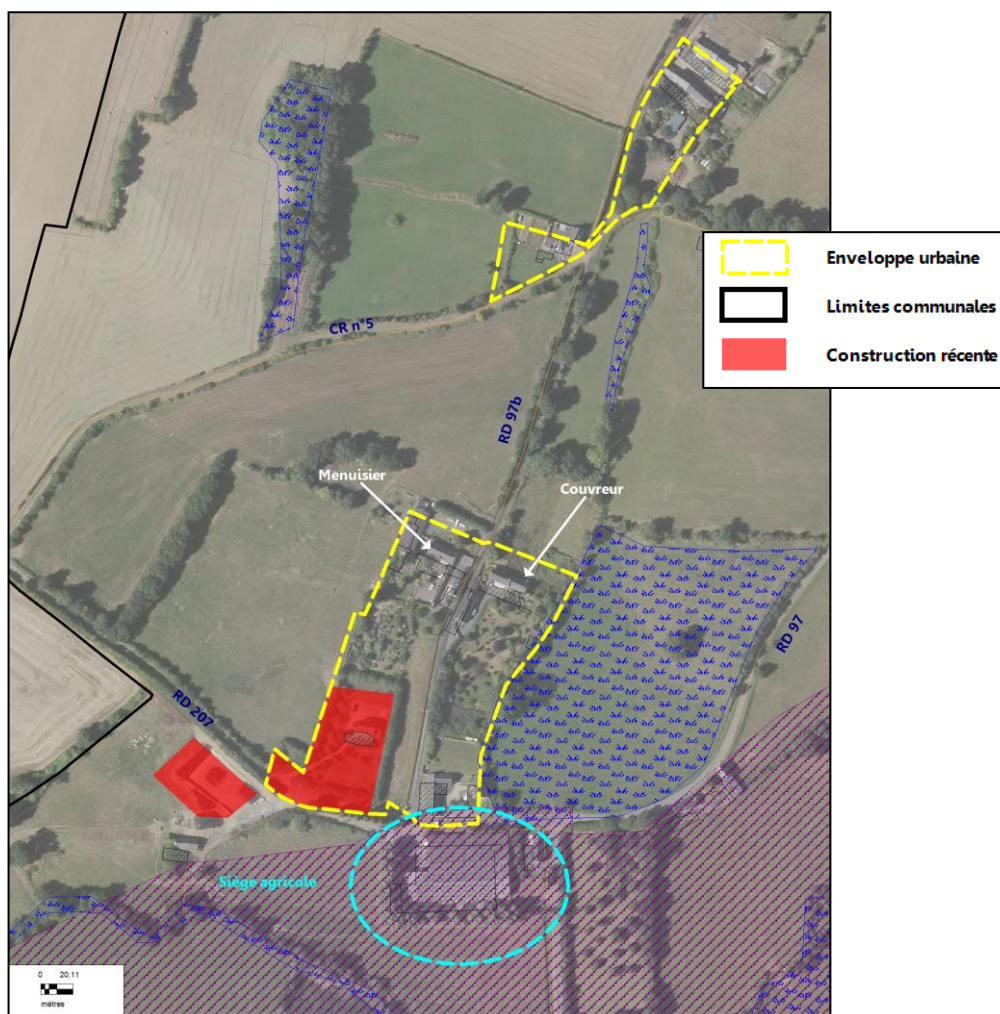 Enveloppe urbaine
Limites communales
Construction récente
CR n°5
RD 97b
Menuisier
Couvreur
RD 97
RD 207
Siège agricole
0 20,11
mètres